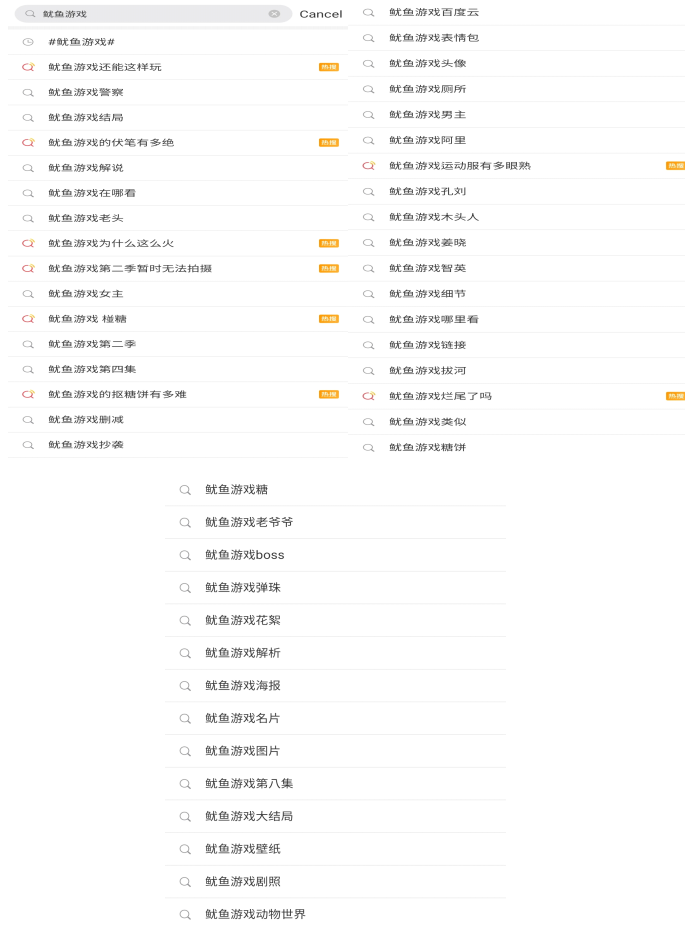 鱿鱼游戏 Cancel
#鱿鱼游戏#
鱿鱼游戏还能这样玩 热搜
鱿鱼游戏警察
鱿鱼游戏结局
鱿鱼游戏的伏笔有多绝 热搜
鱿鱼游戏解说
鱿鱼游戏在哪看
鱿鱼游戏老头
鱿鱼游戏为什么这么火 热搜
鱿鱼游戏第二季暂时无法拍摄 热搜
鱿鱼游戏女主
鱿鱼游戏 椪糖 热搜
鱿鱼游戏第二季
鱿鱼游戏第四集
鱿鱼游戏的抠糖饼有多难 热搜
鱿鱼游戏删减
鱿鱼游戏抄袭
鱿鱼游戏百度云
鱿鱼游戏表情包
鱿鱼游戏头像
鱿鱼游戏厕所
鱿鱼游戏男主
鱿鱼游戏阿里
鱿鱼游戏运动服有多眼熟 热搜
鱿鱼游戏孔刘
鱿鱼游戏木头人
鱿鱼游戏姜晓
鱿鱼游戏智英
鱿鱼游戏细节
鱿鱼游戏哪里看
鱿鱼游戏链接
鱿鱼游戏拔河
鱿鱼游戏烂尾了吗 热搜
鱿鱼游戏类似
鱿鱼游戏糖饼
鱿鱼游戏糖
鱿鱼游戏老爷爷
鱿鱼游戏boss
鱿鱼游戏弹珠
鱿鱼游戏花絮
鱿鱼游戏解析
鱿鱼游戏海报
鱿鱼游戏名片
鱿鱼游戏图片
鱿鱼游戏第八集
鱿鱼游戏大结局
鱿鱼游戏壁纸
鱿鱼游戏剧照
鱿鱼游戏动物世界